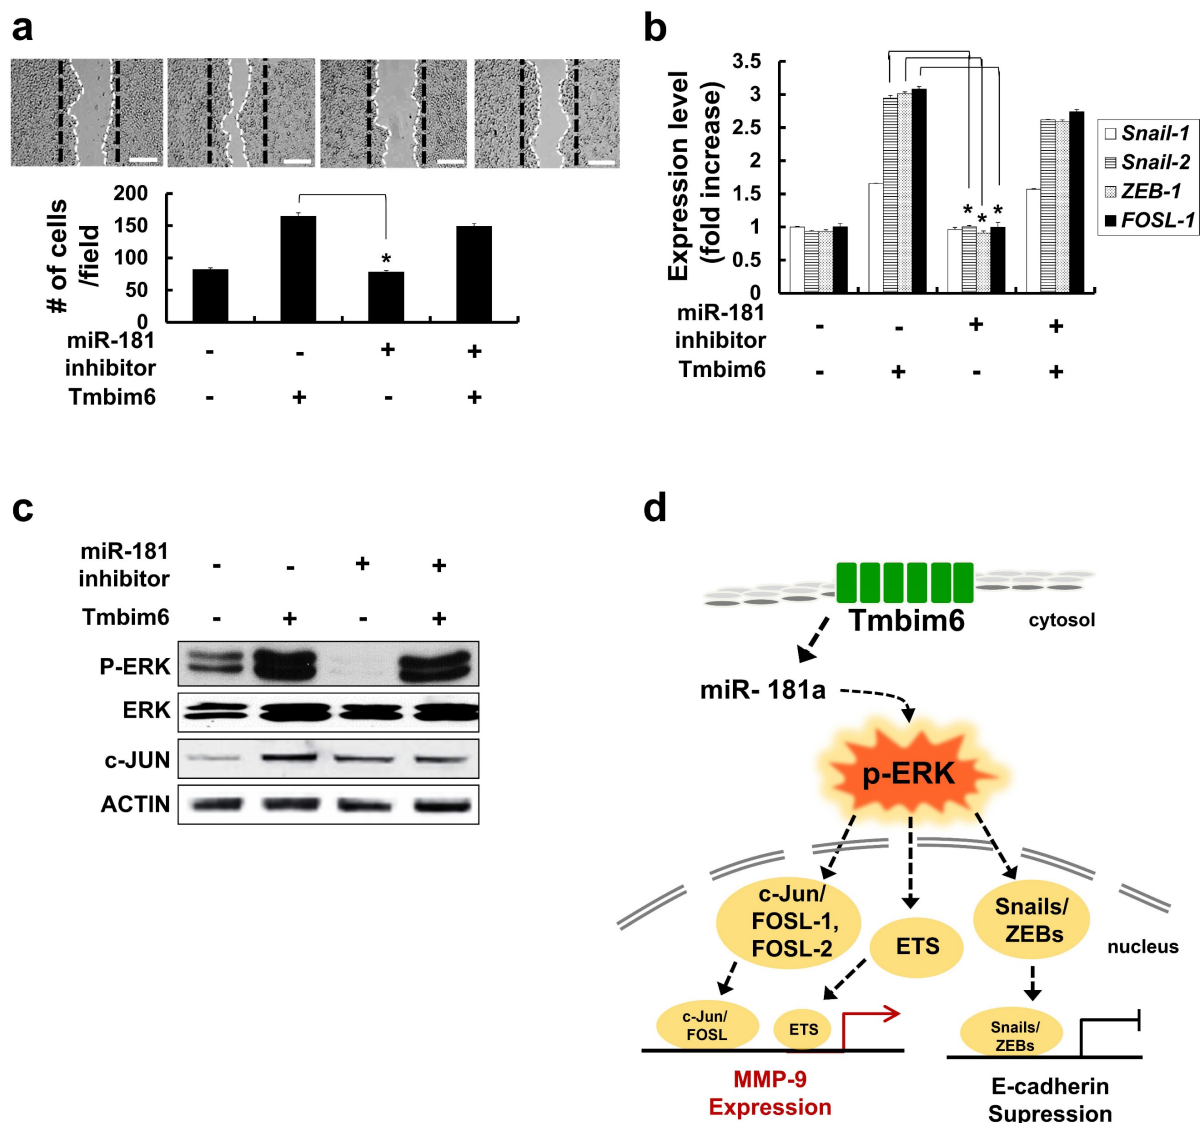 a
200
150
100
50
0
# of cells
/field
*
miR-181
inhibitor
- - + +
Tmbim6
- + - +
b
3.5
3
2.5
2
1.5
1
0.5
0
Expression level
(fold increase)
* * *
Snail-1
Snail-2
ZEB-1
FOSL-1
miR-181
inhibitor
- - + +
Tmbim6
- + - +
c
miR-181
inhibitor
- - + +
Tmbim6
- + - +
P-ERK
ERK
c-JUN
ACTIN
d
Tmbim6
cytosol
miR- 181a
p-ERK
c-Jun/
FOSL-1,
FOSL-2
ETS
Snails/
ZEBs
nucleus
c-Jun/
FOSL
ETS
Snails/
ZEBs
MMP-9
Expression
E-cadherin
Supression